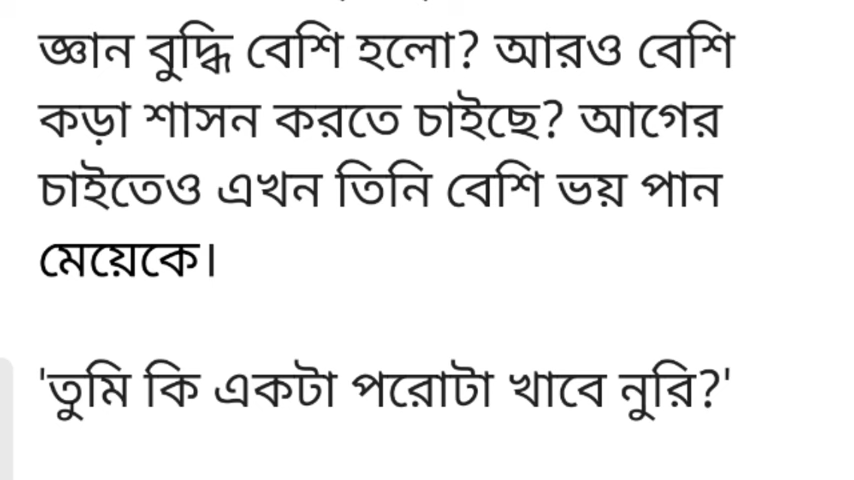 জ্ঞান বুদ্ধি বেশি হলো? আরও বেশি
কড়া শাসন করতে চাইছে? আগের
চাইতেও এখন তিনি বেশি ভয় পান
মেয়েকে।
'তুমি কি একটা পরোটা খাবে নুরি?'